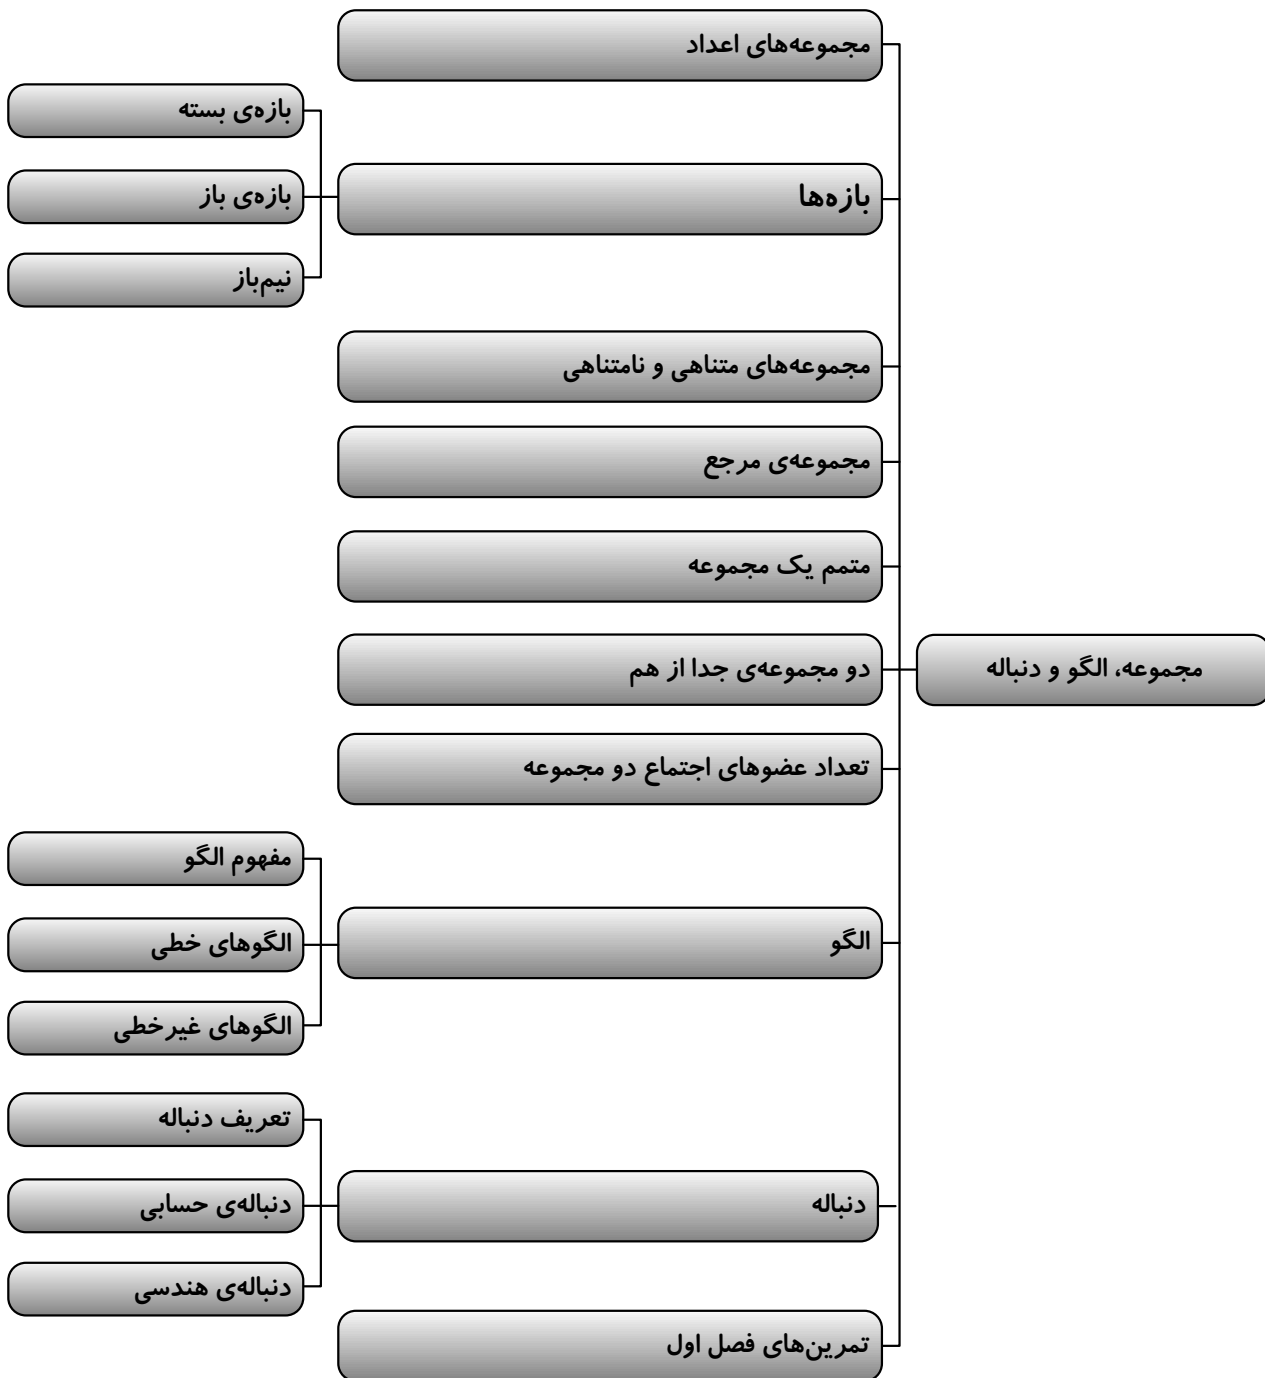 مجموعه، الگو و دنباله
مجموعه‌های اعداد
بازه‌ها
بازه‌ی بسته
بازه‌ی باز
نیم‌باز
مجموعه‌های متناهی و نامتناهی
مجموعه‌ی مرجع
متمم یک مجموعه
دو مجموعه‌ی جدا از هم
تعداد عضوهای اجتماع دو مجموعه
الگو
مفهوم الگو
الگوهای خطی
الگوهای غیرخطی
دنباله
تعریف دنباله
دنباله‌ی حسابی
دنباله‌ی هندسی
تمرین‌های فصل اول